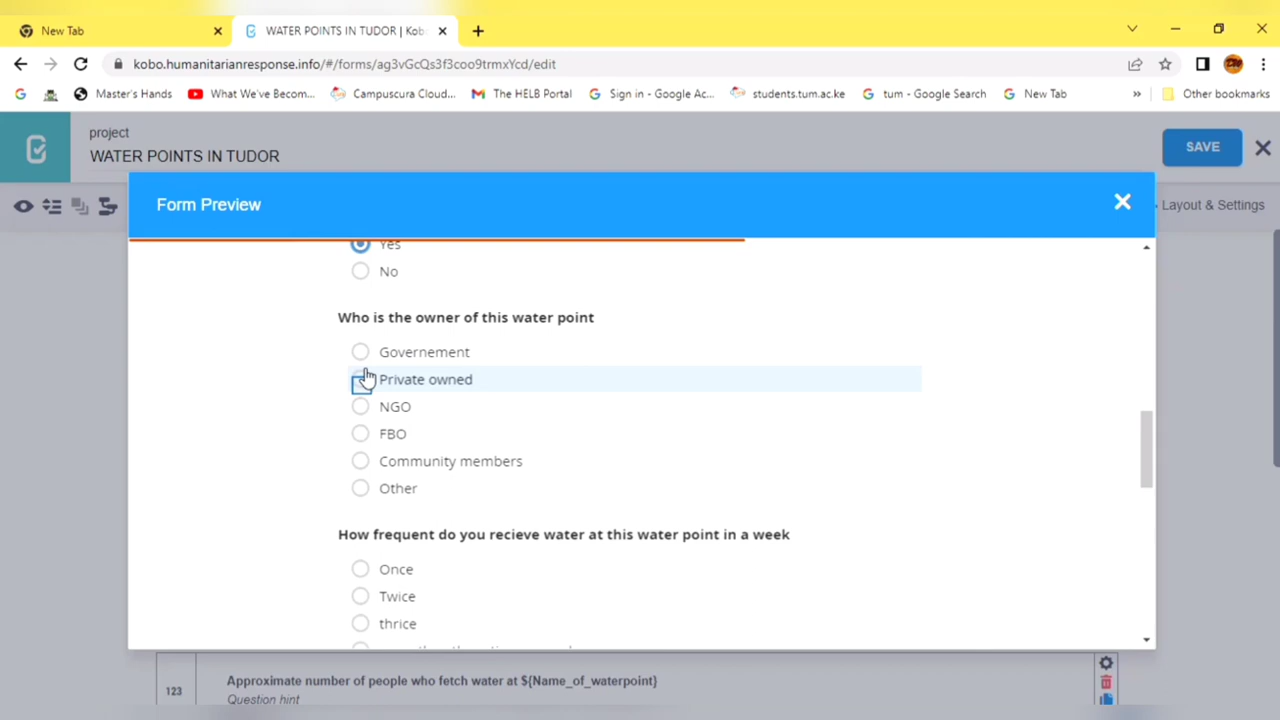 New Tab
WATER POINTS IN TUDOR | Kobo
kobo.humanitarianresponse.info/#/forms/ag3vGcQs3f3coo9trmxYcd/edit
Master's Hands
What We've Becom...
Campuscura Cloud...
The HELB Portal
Sign in - Google Ac...
students.tum.ac.ke
tum - Google Search
New Tab
Other bookmarks
project
WATER POINTS IN TUDOR
SAVE
Form Preview
Layout & Settings
Yes
No
Who is the owner of this water point
Governement
Private owned
NGO
FBO
Community members
Other
How frequent do you recieve water at this water point in a week
Once
Twice
thrice
123
Approximate number of people who fetch water at ${Name_of_waterpoint}
Question hint